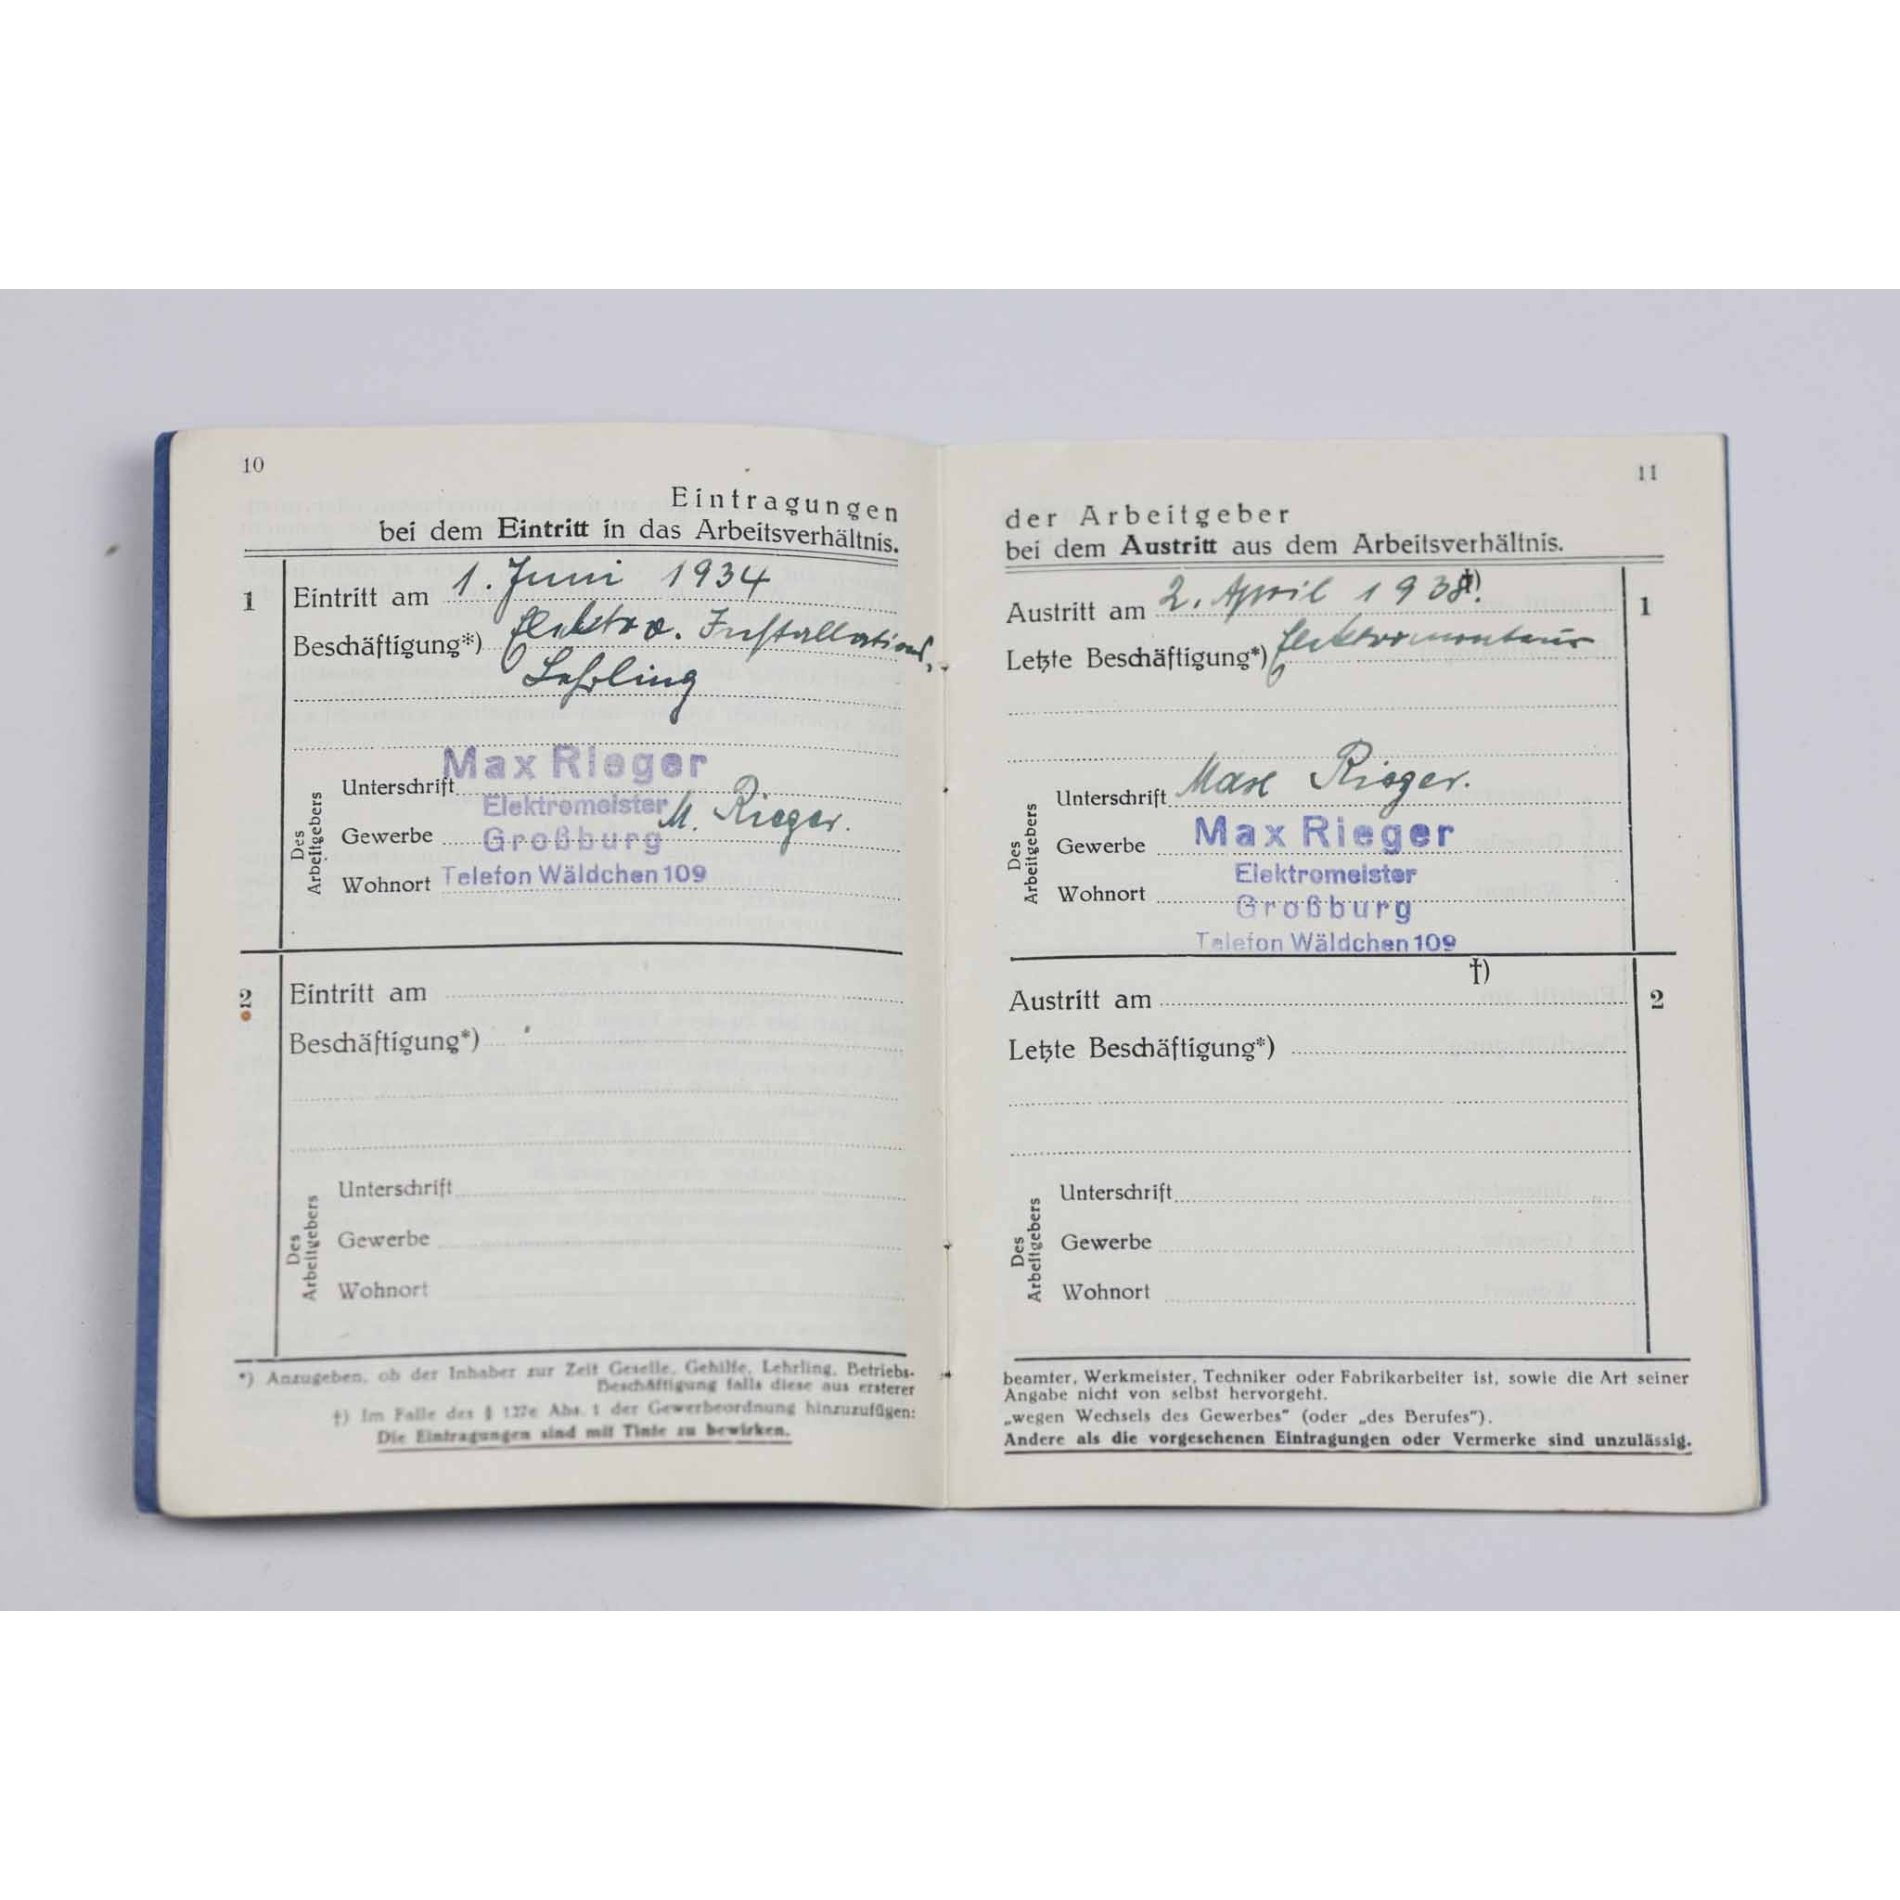 10
Eintragungen
bei dem Eintritt in das Arbeitsverhältnis.
1
Eintritt am 1. Juni 1934
Beschäftigung*) Elektro. Installations,
Lehrling
Max Rieger
Des Arbeitgebers
Unterschrift
Elektromeister M. Rieger.
Gewerbe Großburg
Wohnort Telefon Wäldchen 109
2
Eintritt am
Beschäftigung*)
Des Arbeitgebers
Unterschrift
Gewerbe
Wohnort
*) Anzugeben, ob der Inhaber zur Zeit Geselle, Gehilfe, Lehrling, Betriebs-
Beschäftigung falls diese aus ersterer
†) Im Falle des § 127e Abs. 1 der Gewerbeordnung hinzuzufügen:
Die Eintragungen sind mit Tinte zu bewirken.
11
der Arbeitgeber
bei dem Austritt aus dem Arbeitsverhältnis.
†)
Austritt am 2. April 1938. 1
Letzte Beschäftigung*) Elektromonteur
Des Arbeitgebers
Unterschrift Max Rieger.
Gewerbe Max Rieger
Elektromeister
Wohnort Großburg
Telefon Wäldchen 109
†)
Austritt am 2
Letzte Beschäftigung*)
Des Arbeitgebers
Unterschrift
Gewerbe
Wohnort
beamter, Werkmeister, Techniker oder Fabrikarbeiter ist, sowie die Art seiner
Angabe nicht von selbst hervorgeht.
„wegen Wechsels des Gewerbes" (oder „des Berufes").
Andere als die vorgesehenen Eintragungen oder Vermerke sind unzulässig.